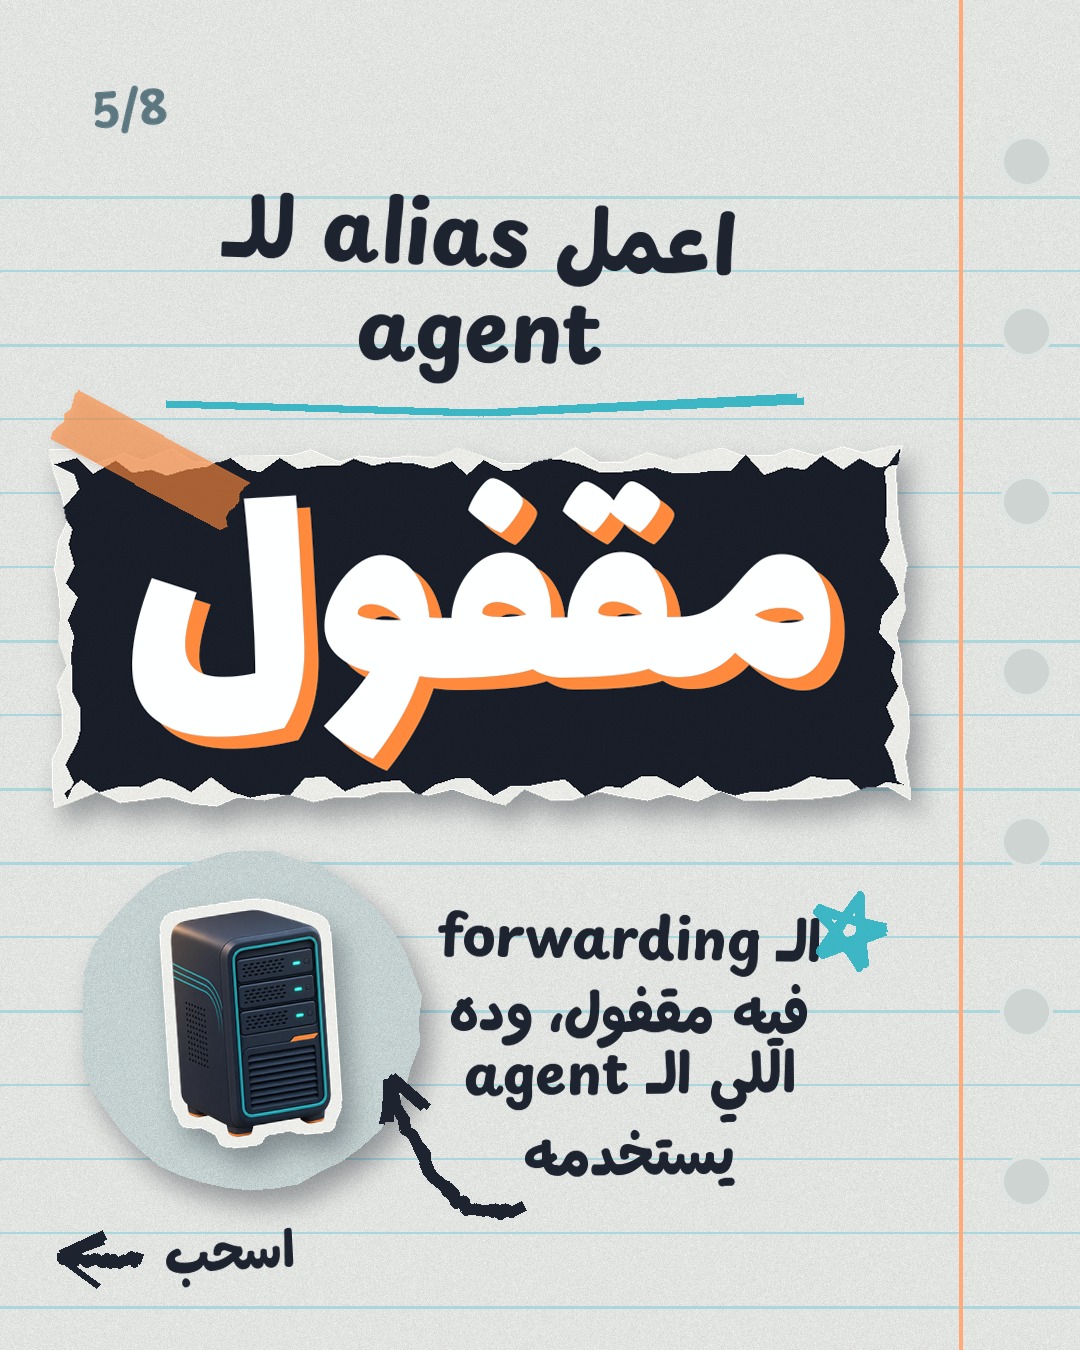 5/8
اعمل alias للـ
agent
مقفول
الـ forwarding
فيه مقفول، وده
اللي الـ agent
يستخدمه
اسحب